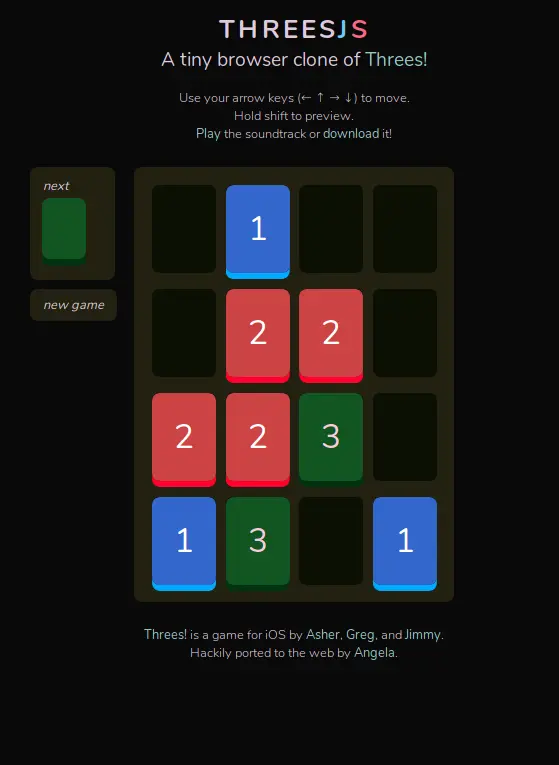 THREESJS
A tiny browser clone of Threes!
Use your arrow keys (← ↑ → ↓) to move.
Hold shift to preview.
Play the soundtrack or download it!
next
new game
1
2 2
2 2 3
1 3 1
Threes! is a game for iOS by Asher, Greg, and Jimmy.
Hackily ported to the web by Angela.